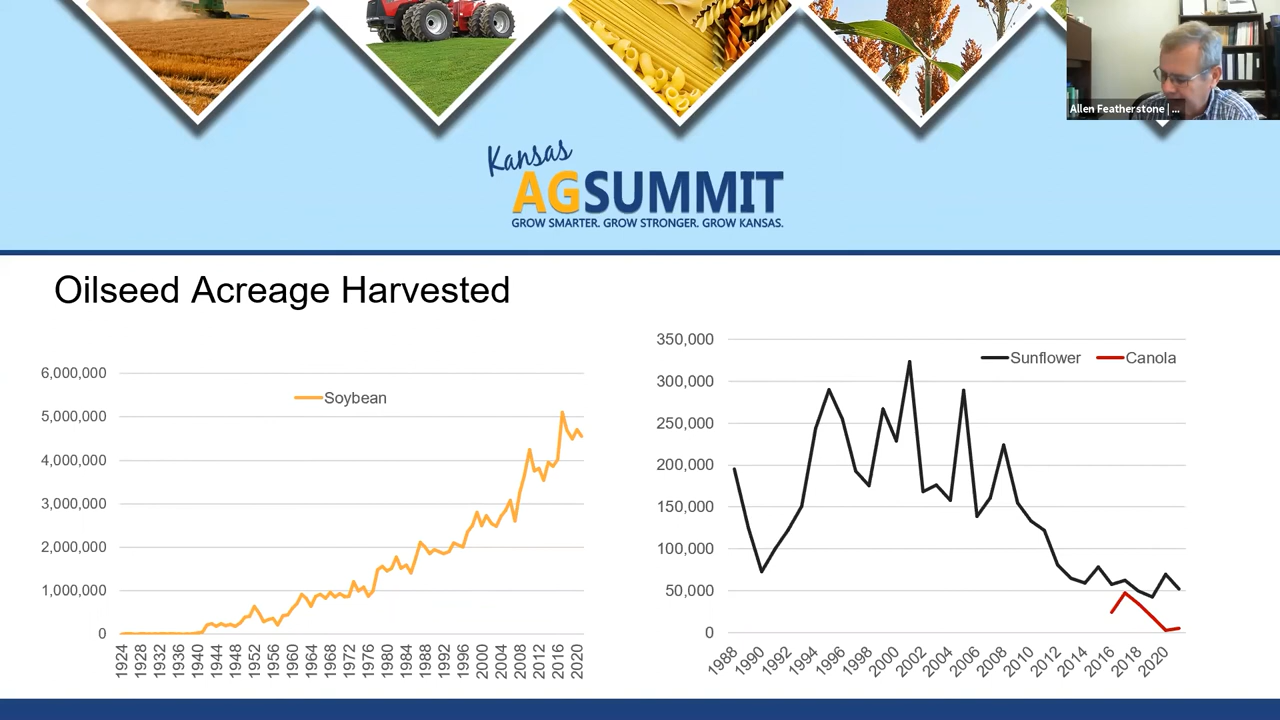 Allen Featherstone | ...
Kansas
AGSUMMIT
GROW SMARTER. GROW STRONGER. GROW KANSAS.
Oilseed Acreage Harvested
6,000,000
5,000,000
4,000,000
3,000,000
2,000,000
1,000,000
0
Soybean
1924 1928 1932 1936 1940 1944 1948 1952 1956 1960 1964 1968 1972 1976 1980 1984 1988 1992 1996 2000 2004 2008 2012 2016 2020
350,000
300,000
250,000
200,000
150,000
100,000
50,000
0
Sunflower Canola
1988 1990 1992 1994 1996 1998 2000 2002 2004 2006 2008 2010 2012 2014 2016 2018 2020